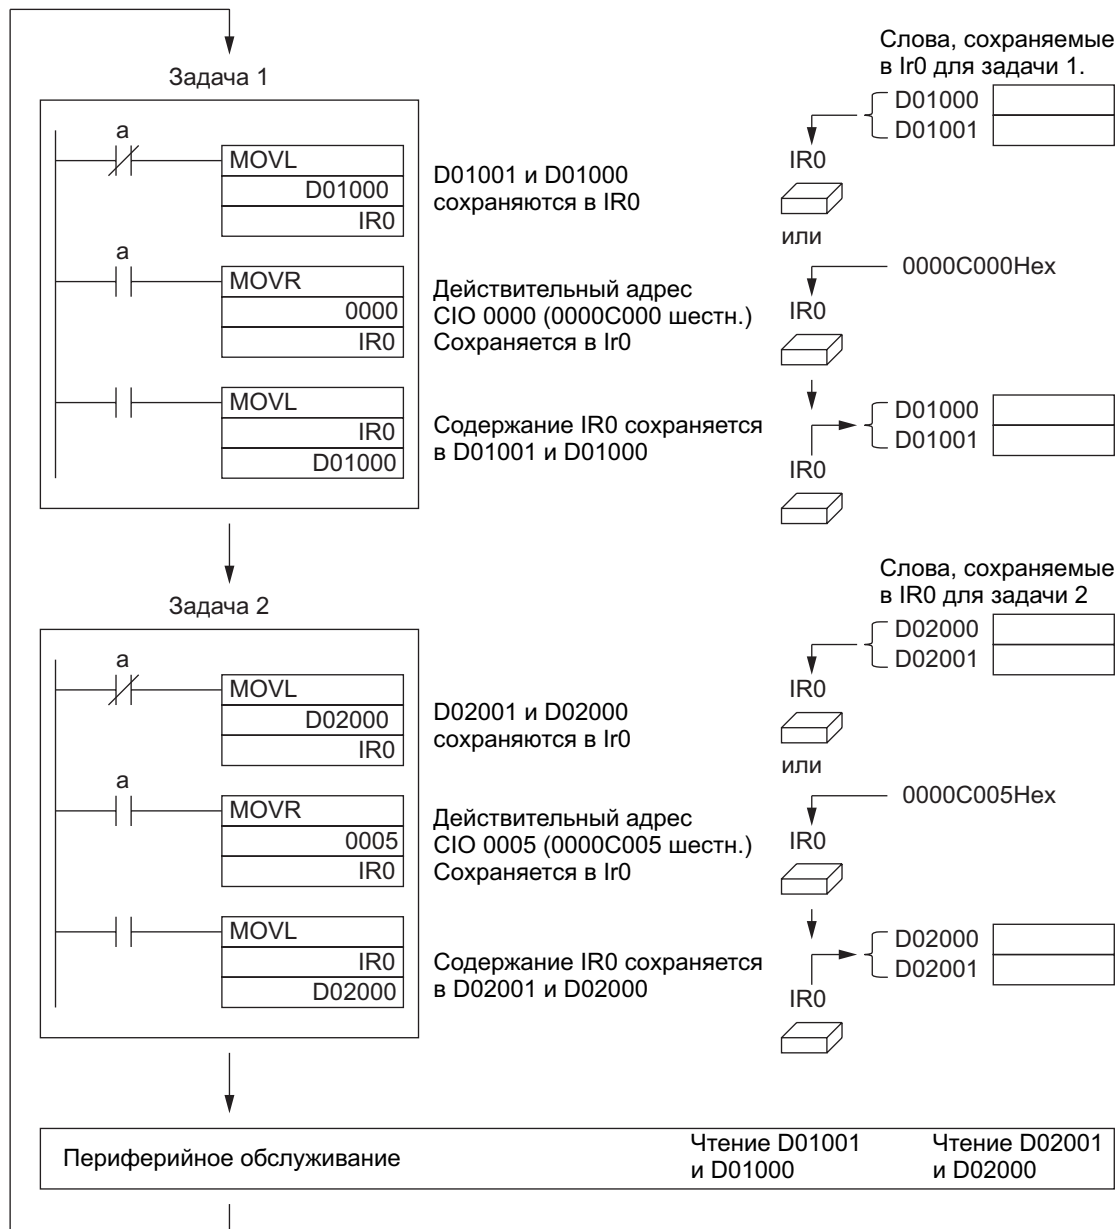 Задача 1
a
MOVL
D01000
IR0
D01001 и D01000
сохраняются в IR0
a
MOVR
0000
IR0
Действительный адрес
CIO 0000 (0000C000 шестн.)
Сохраняется в Ir0
MOVL
IR0
D01000
Содержание IR0 сохраняется
в D01001 и D01000
Слова, сохраняемые
в Ir0 для задачи 1.
D01000
D01001
IR0
или
0000C000Hex
IR0
D01000
D01001
IR0
Задача 2
a
MOVL
D02000
IR0
D02001 и D02000
сохраняются в Ir0
a
MOVR
0005
IR0
Действительный адрес
CIO 0005 (0000C005 шестн.)
Сохраняется в Ir0
MOVL
IR0
D02000
Содержание IR0 сохраняется
в D02001 и D02000
Слова, сохраняемые
в IR0 для задачи 2
D02000
D02001
IR0
или
0000C005Hex
IR0
D02000
D02001
IR0
Периферийное обслуживание
Чтение D01001
и D01000
Чтение D02001
и D02000